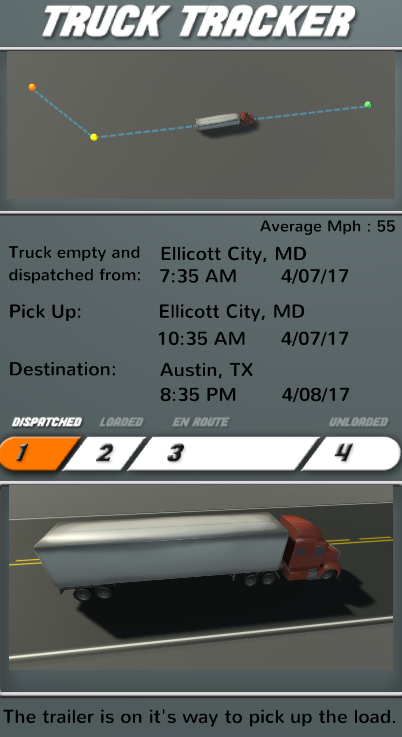 TRUCK TRACKER
Average Mph : 55
Truck empty and dispatched from:
Ellicott City, MD
7:35 AM 4/07/17
Pick Up:
Ellicott City, MD
10:35 AM 4/07/17
Destination:
Austin, TX
8:35 PM 4/08/17
DISPATCHED LOADED EN ROUTE UNLOADED
1 2 3 4
The trailer is on it's way to pick up the load.